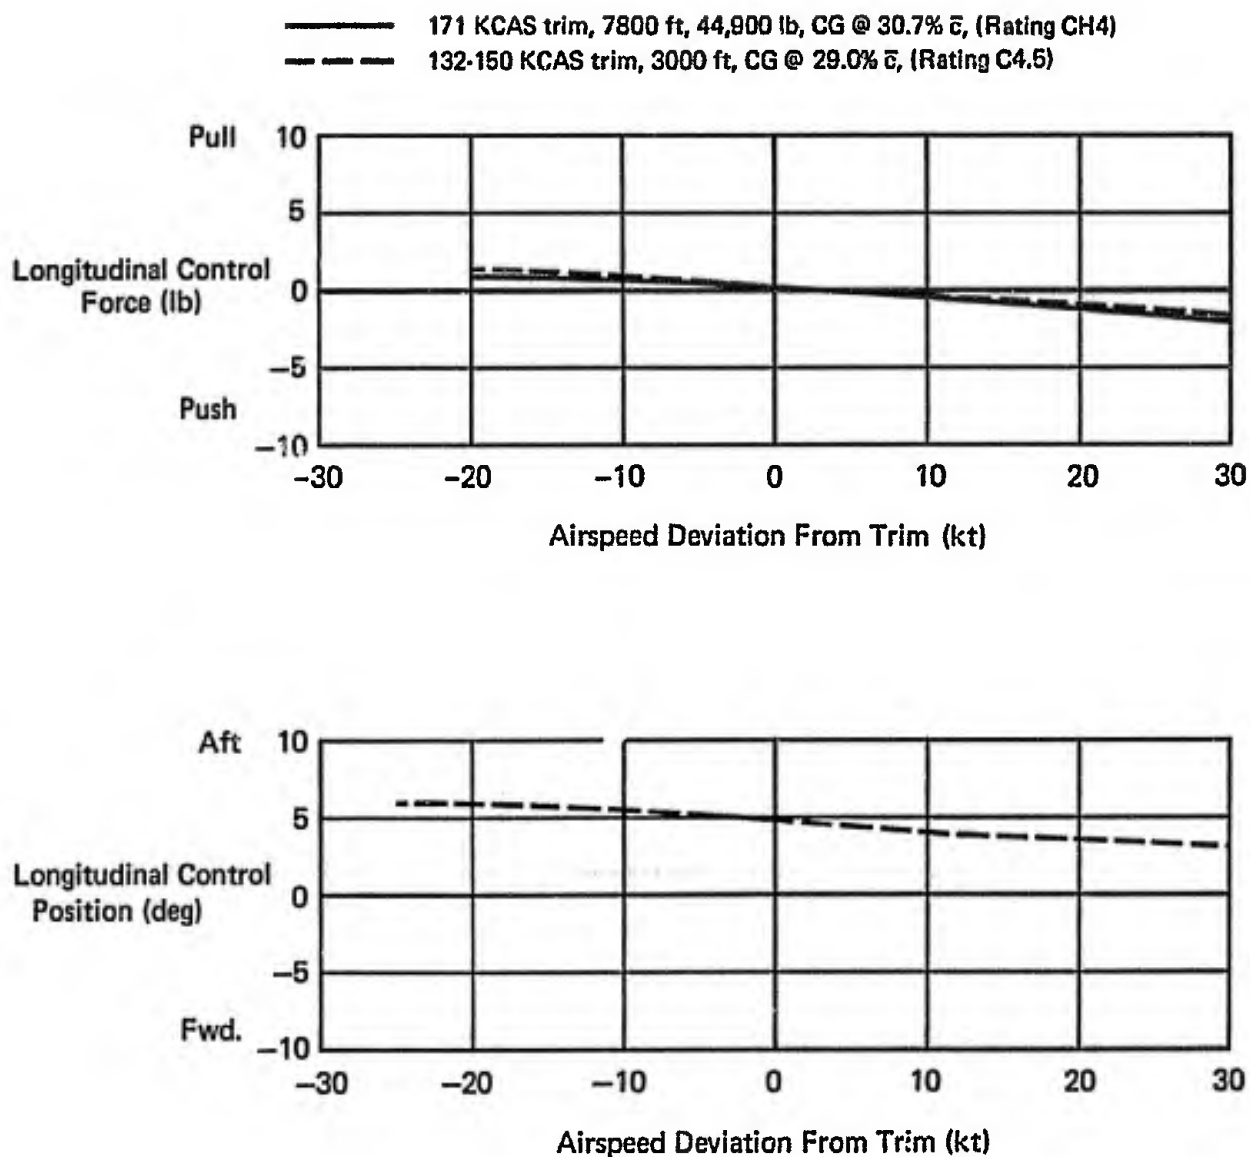 171 KCAS trim, 7800 ft, 44,900 lb, CG @ 30.7% c̅, (Rating CH4)
132-150 KCAS trim, 3000 ft, CG @ 29.0% c̅, (Rating C4.5)
Pull 10
5
Longitudinal Control
Force (lb)
0
−5
Push
−10
−30 −20 −10 0 10 20 30
Airspeed Deviation From Trim (kt)
Aft 10
5
Longitudinal Control
Position (deg)
0
−5
Fwd.
−10
−30 −20 −10 0 10 20 30
Airspeed Deviation From Trim (kt)